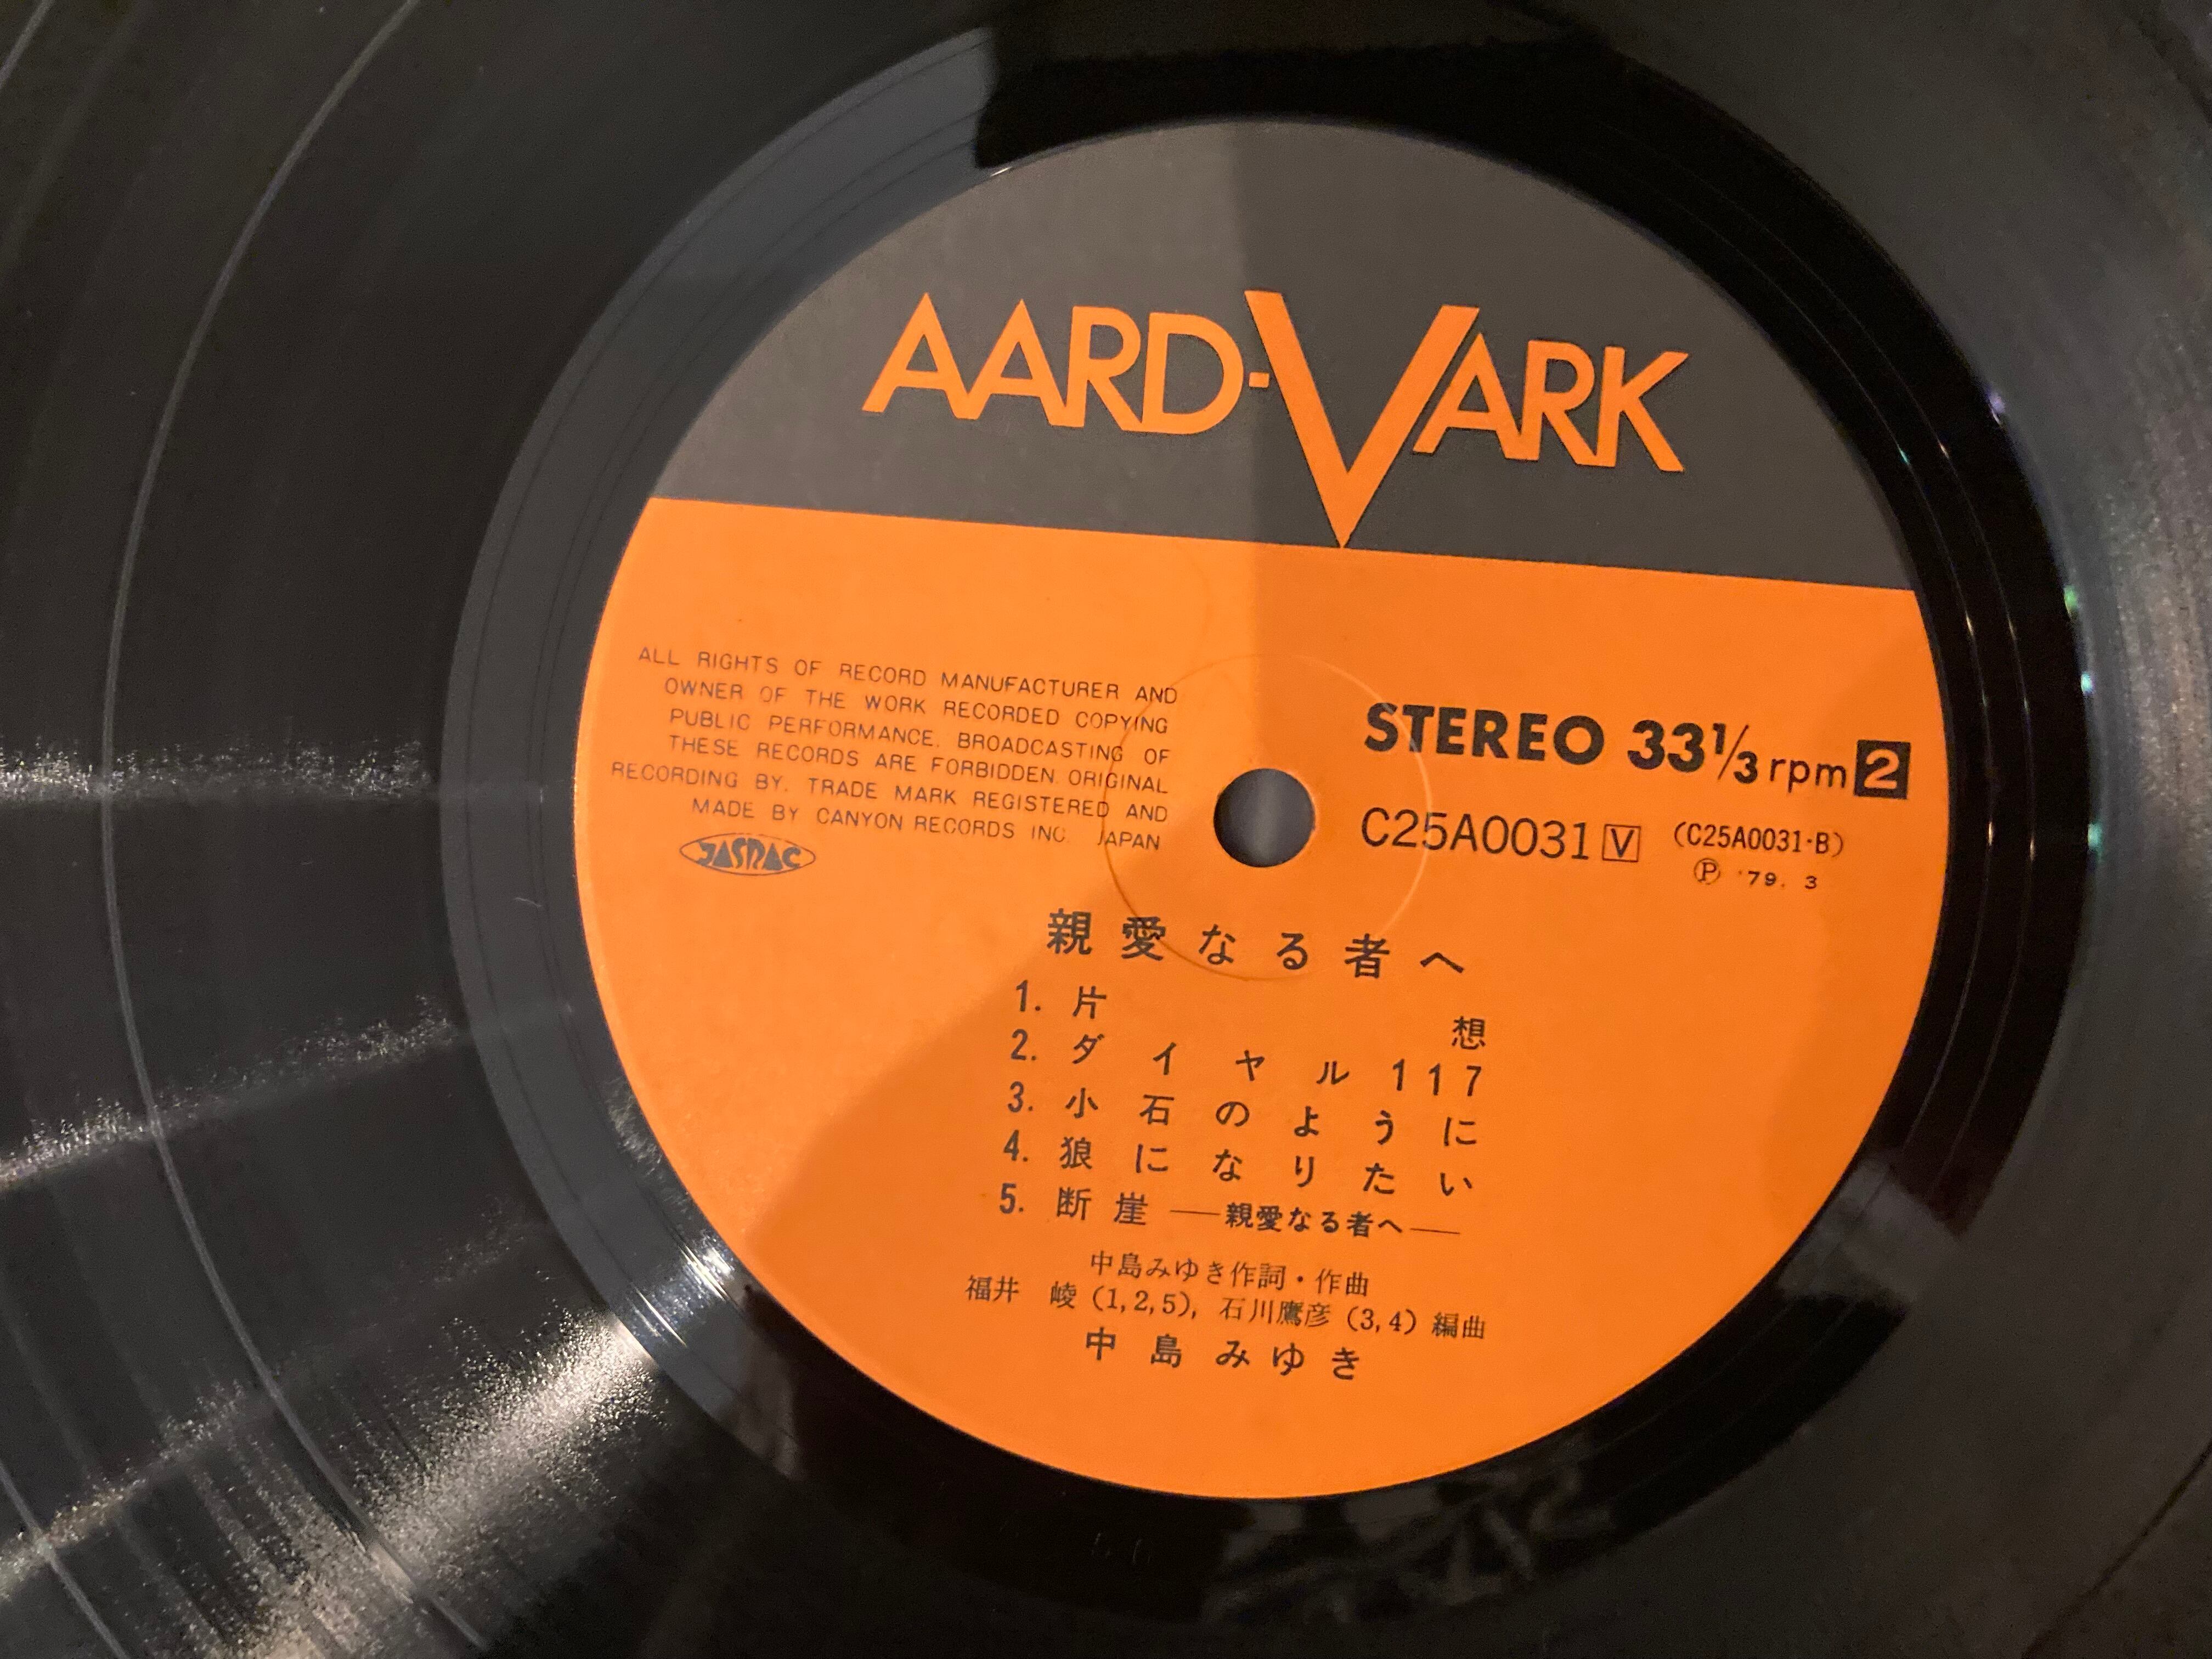 AARD-VARK
ALL RIGHTS OF RECORD MANUFACTURER AND
OWNER OF THE WORK RECORDED COPYING
PUBLIC PERFORMANCE. BROADCASTING OF
THESE RECORDS ARE FORBIDDEN. ORIGINAL
RECORDING BY. TRADE MARK REGISTERED AND
MADE BY CANYON RECORDS INC. JAPAN
JASRAC
STEREO 33⅓ rpm 2
C25A0031 V (C25A0031-B)
Ⓟ '79. 3
親愛なる者へ
1. 片想
2. ダイヤル117
3. 小石のように
4. 狼になりたい
5. 断崖 ——親愛なる者へ——
中島みゆき作詞・作曲
福井 崚 (1,2,5), 石川鷹彦 (3,4) 編曲
中島みゆき